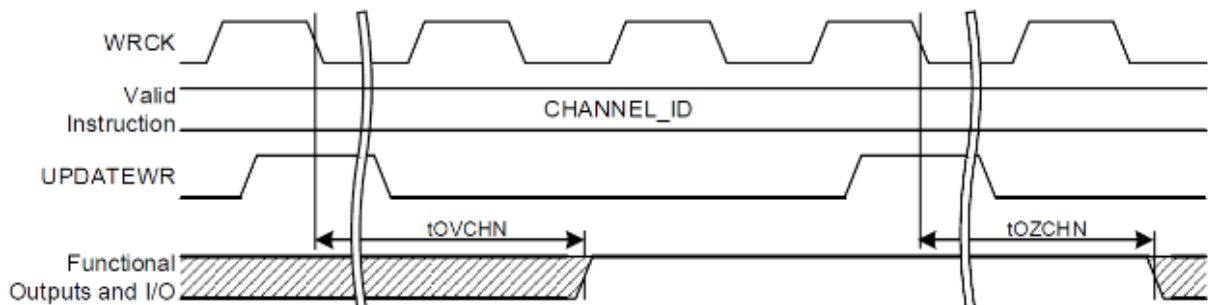 WRCK
Valid
Instruction
CHANNEL_ID
UPDATEWR
tOVCHN
tOZCHN
Functional
Outputs and I/O